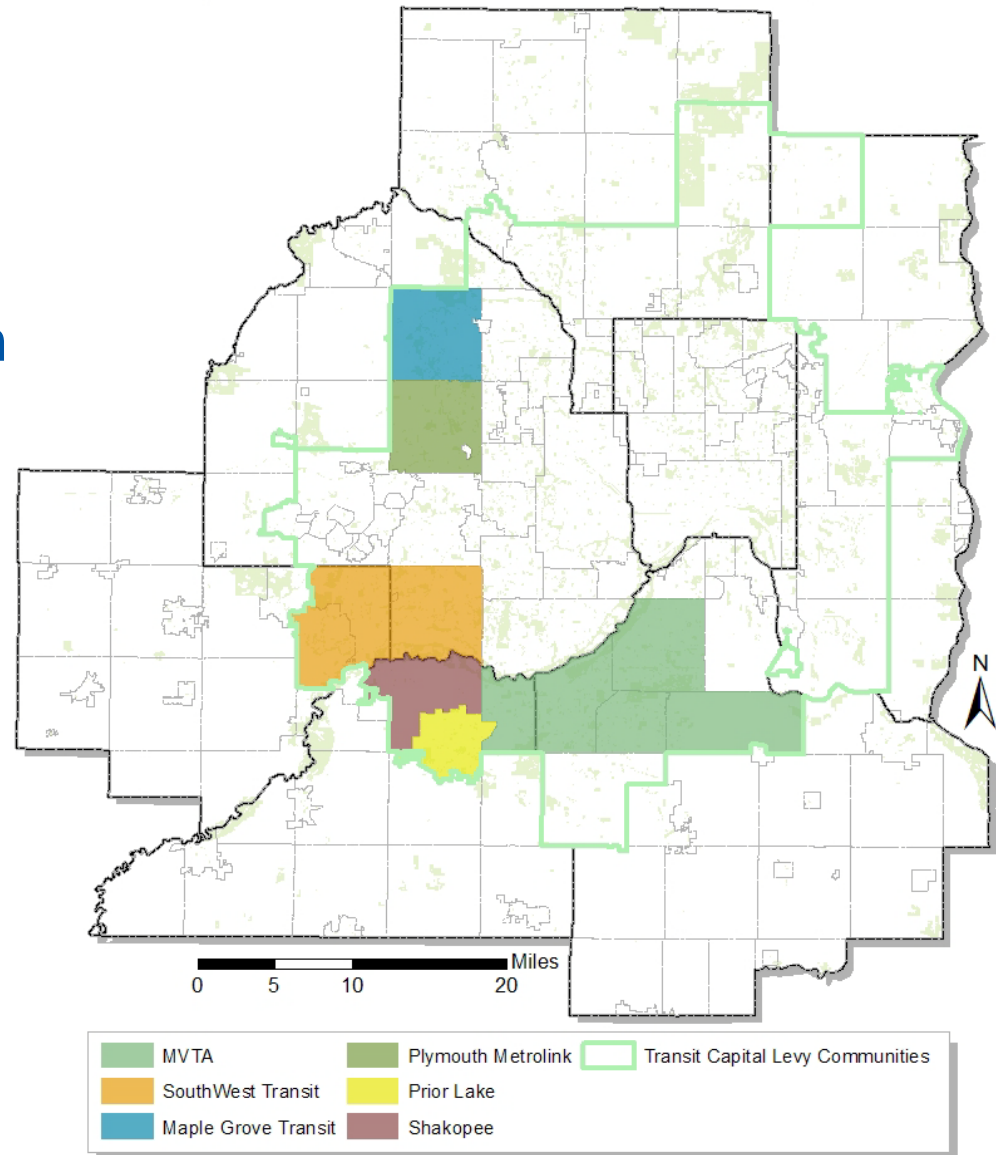 N
Miles
0 5 10 20
MVTA Plymouth Metrolink Transit Capital Levy Communities
SouthWest Transit Prior Lake
Maple Grove Transit Shakopee